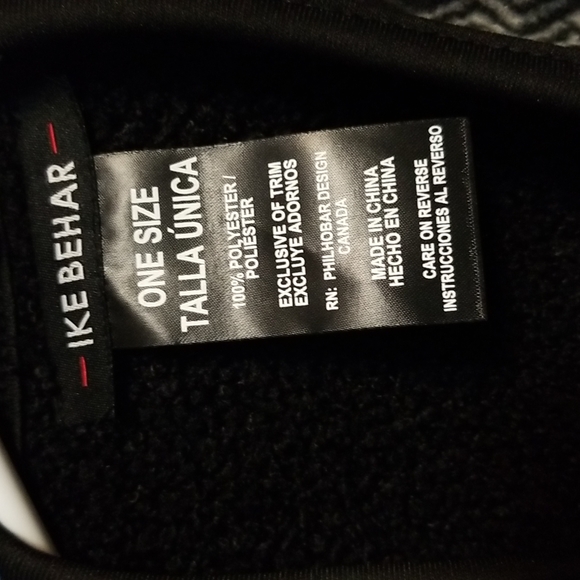 — IKE BEHAR —
ONE SIZE
TALLA ÚNICA
100% POLYESTER /
POLIÉSTER
EXCLUSIVE OF TRIM
EXCLUYE ADORNOS
RN: PHILHOBAR DESIGN
CANADA
MADE IN CHINA
HECHO EN CHINA
CARE ON REVERSE
INSTRUCCIONES AL REVERSO